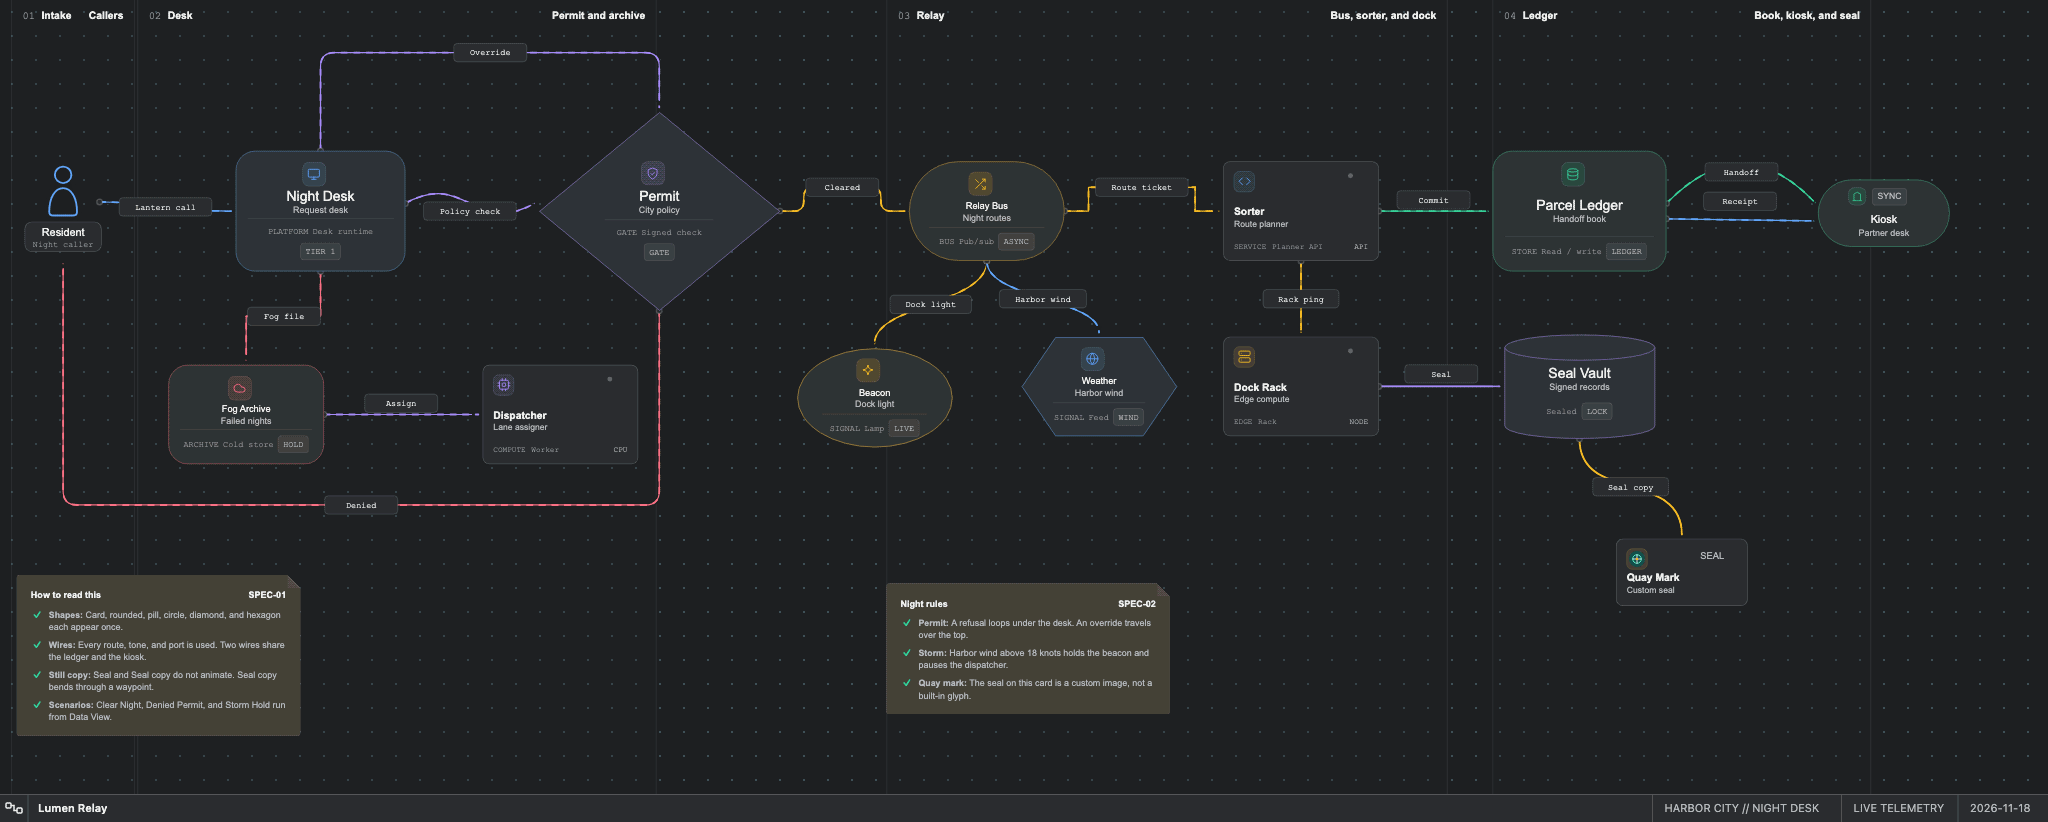 01 Intake Callers
02 Desk Permit and archive
03 Relay Bus, sorter, and dock
04 Ledger Book, kiosk, and seal
Override
Resident
Night caller
Lantern call
Night Desk
Request desk
PLATFORM Desk runtime
TIER 1
Policy check
Permit
City policy
GATE Signed check
GATE
Cleared
Relay Bus
Night routes
BUS Pub/sub ASYNC
Route ticket
Sorter
Route planner
SERVICE Planner API API
Commit
Parcel Ledger
Handoff book
STORE Read / write LEDGER
Handoff
Receipt
SYNC
Kiosk
Partner desk
Fog file
Dock light
Harbor wind
Rack ping
Fog Archive
Failed nights
ARCHIVE Cold store HOLD
Assign
Dispatcher
Lane assigner
COMPUTE Worker CPU
Beacon
Dock light
SIGNAL Lamp LIVE
Weather
Harbor wind
SIGNAL Feed WIND
Dock Rack
Edge compute
EDGE Rack NODE
Seal
Seal Vault
Signed records
Sealed LOCK
Denied
Seal copy
SEAL
Quay Mark
Custom seal
How to read this SPEC-01
Shapes: Card, rounded, pill, circle, diamond, and hexagon
each appear once.
Wires: Every route, tone, and port is used. Two wires share
the ledger and the kiosk.
Still copy: Seal and Seal copy do not animate. Seal copy
bends through a waypoint.
Scenarios: Clear Night, Denied Permit, and Storm Hold run
from Data View.
Night rules SPEC-02
Permit: A refusal loops under the desk. An override travels
over the top.
Storm: Harbor wind above 18 knots holds the beacon and
pauses the dispatcher.
Quay mark: The seal on this card is a custom image, not a
built-in glyph.
Lumen Relay
HARBOR CITY // NIGHT DESK
LIVE TELEMETRY
2026-11-18